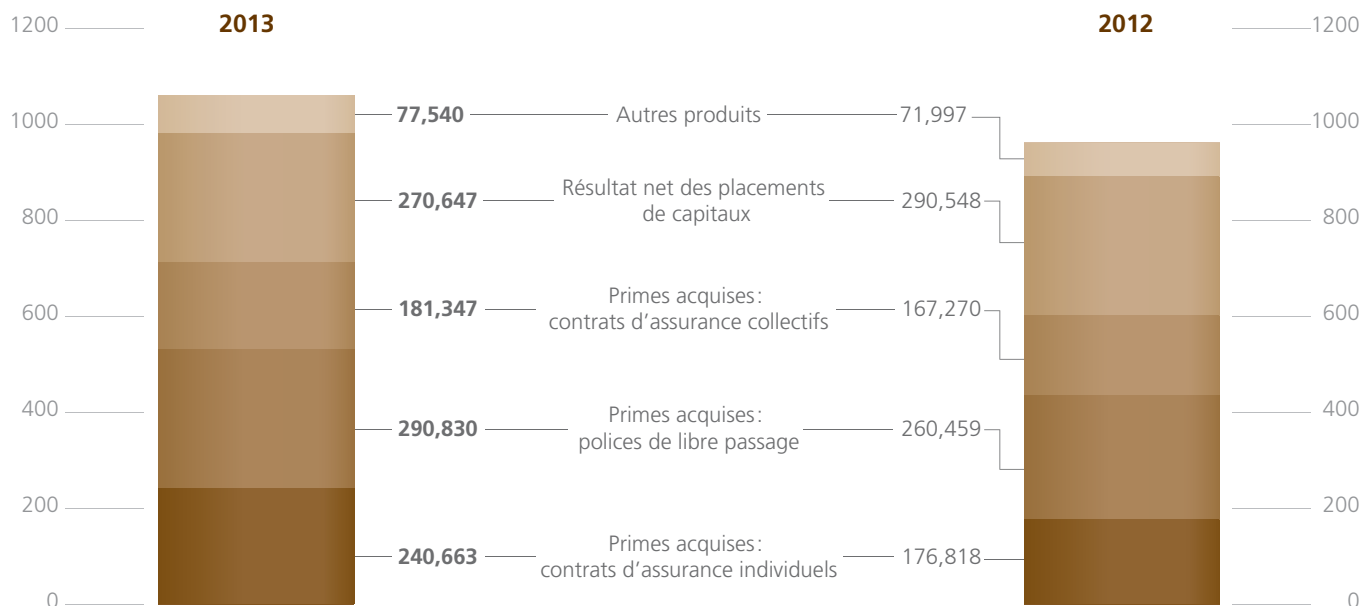 2013
2012
1200
1200
1000
1000
800
800
600
600
400
400
200
200
0
0
77,540
Autres produits
71,997
270,647
Résultat net des placements
de capitaux
290,548
181,347
Primes acquises:
contrats d'assurance collectifs
167,270
290,830
Primes acquises:
polices de libre passage
260,459
240,663
Primes acquises:
contrats d'assurance individuels
176,818